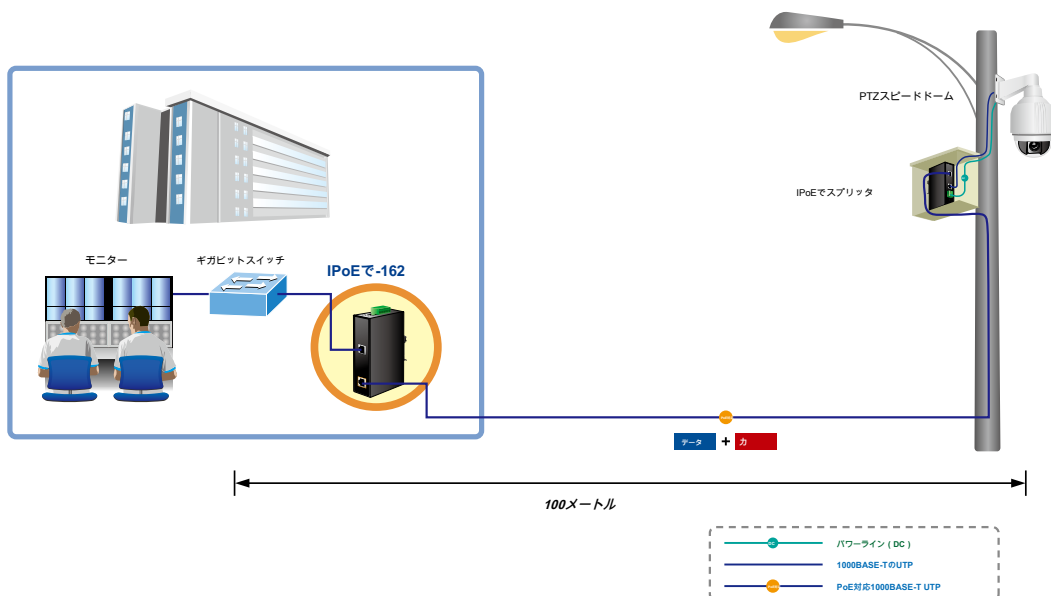 PTZスピードドーム
IPoEでスプリッタ
モニター
ギガビットスイッチ
IPoEで-162
データ + 力
100メートル
パワーライン ( DC )
1000BASE-TのUTP
PoE対応1000BASE-T UTP